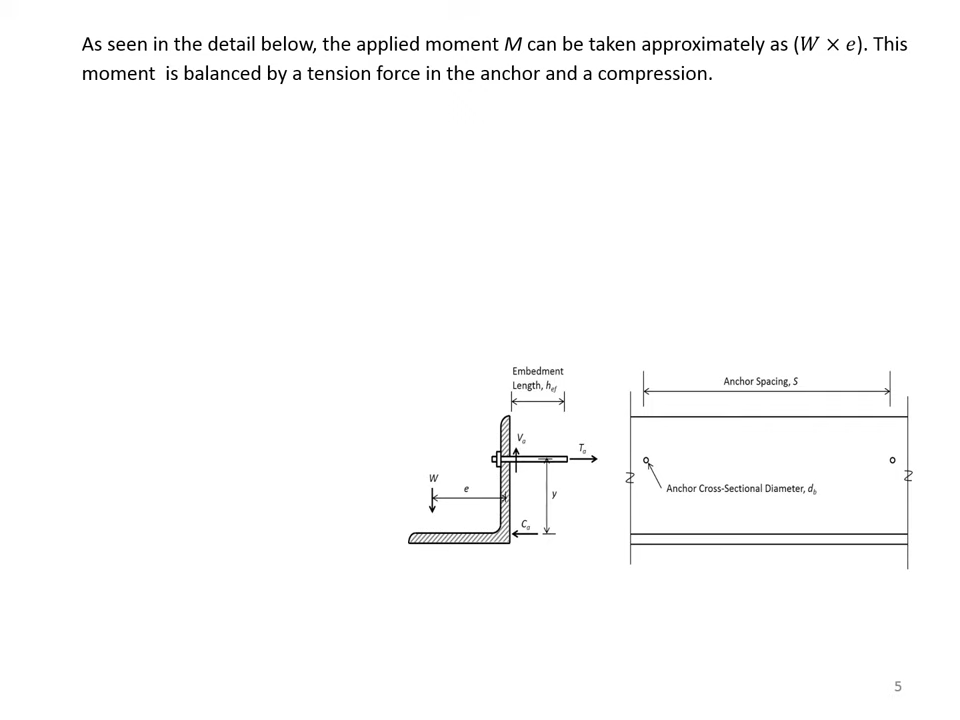 As seen in the detail below, the applied moment M can be taken approximately as (W × e). This
moment is balanced by a tension force in the anchor and a compression.
Embedment
Length, hef
Anchor Spacing, S
Va
Ta
W
e
y
Anchor Cross-Sectional Diameter, db
Ca
5